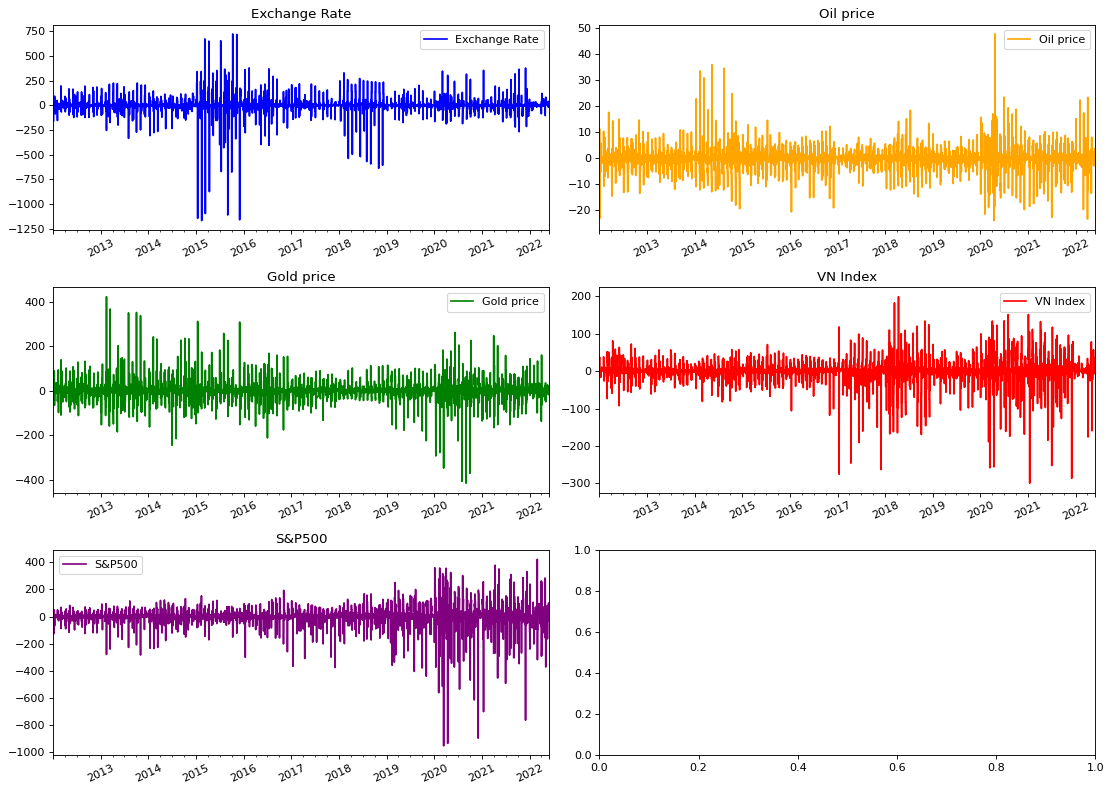 Exchange Rate
750
500
250
0
−250
−500
−750
−1000
−1250
Exchange Rate
2013 2014 2015 2016 2017 2018 2019 2020 2021 2022
Oil price
50
40
30
20
10
0
−10
−20
Oil price
2013 2014 2015 2016 2017 2018 2019 2020 2021 2022
Gold price
400
200
0
−200
−400
Gold price
2013 2014 2015 2016 2017 2018 2019 2020 2021 2022
VN Index
200
100
0
−100
−200
−300
VN Index
2013 2014 2015 2016 2017 2018 2019 2020 2021 2022
S&P500
400
200
0
−200
−400
−600
−800
−1000
S&P500
2013 2014 2015 2016 2017 2018 2019 2020 2021 2022
1.0
0.8
0.6
0.4
0.2
0.0
0.0 0.2 0.4 0.6 0.8 1.0